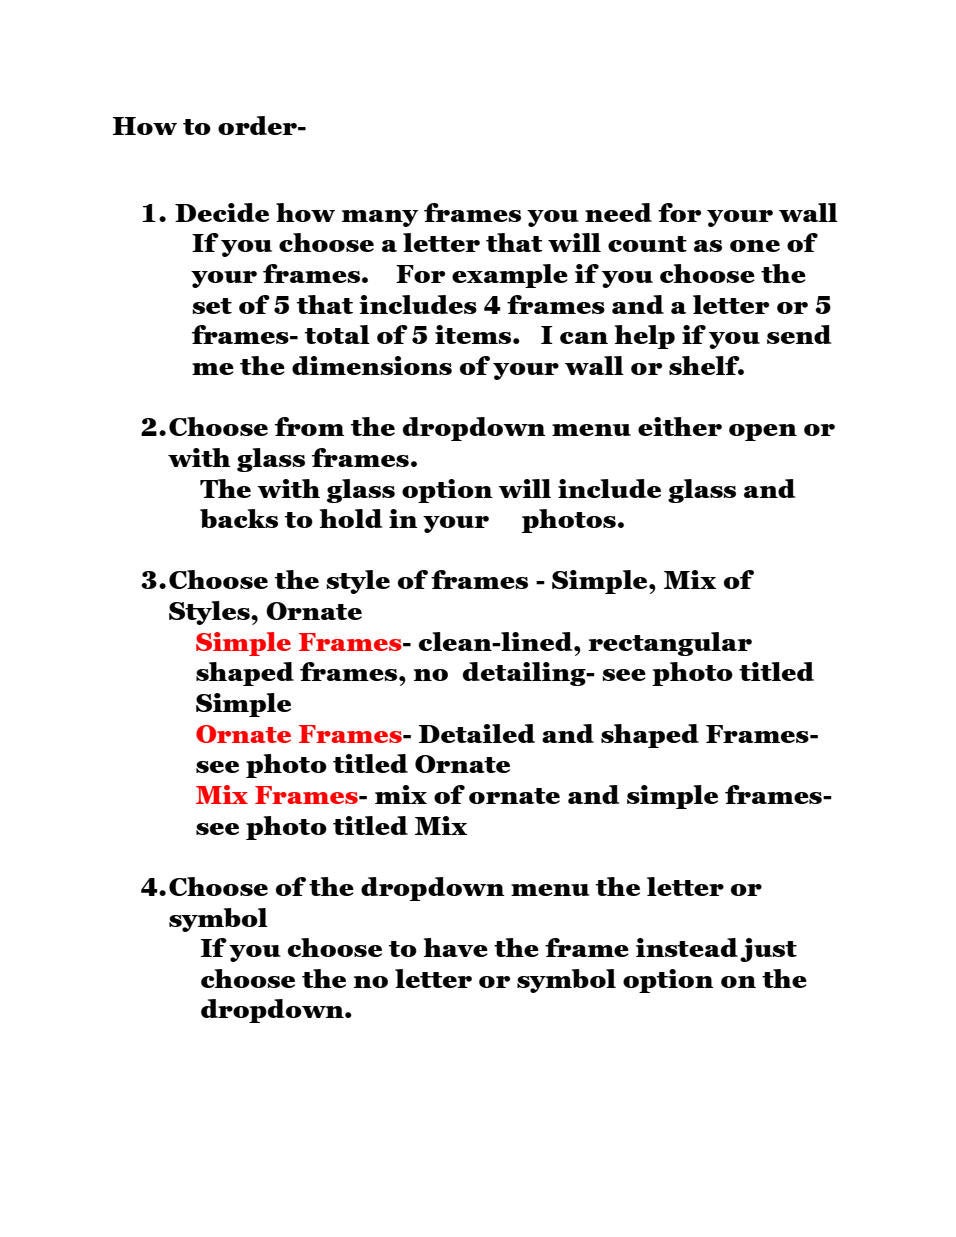 How to order-
1. Decide how many frames you need for your wall
If you choose a letter that will count as one of
your frames. For example if you choose the
set of 5 that includes 4 frames and a letter or 5
frames- total of 5 items. I can help if you send
me the dimensions of your wall or shelf.
2.Choose from the dropdown menu either open or
with glass frames.
The with glass option will include glass and
backs to hold in your photos.
3.Choose the style of frames - Simple, Mix of
Styles, Ornate
Simple Frames- clean-lined, rectangular
shaped frames, no detailing- see photo titled
Simple
Ornate Frames- Detailed and shaped Frames-
see photo titled Ornate
Mix Frames- mix of ornate and simple frames-
see photo titled Mix
4.Choose of the dropdown menu the letter or
symbol
If you choose to have the frame instead just
choose the no letter or symbol option on the
dropdown.